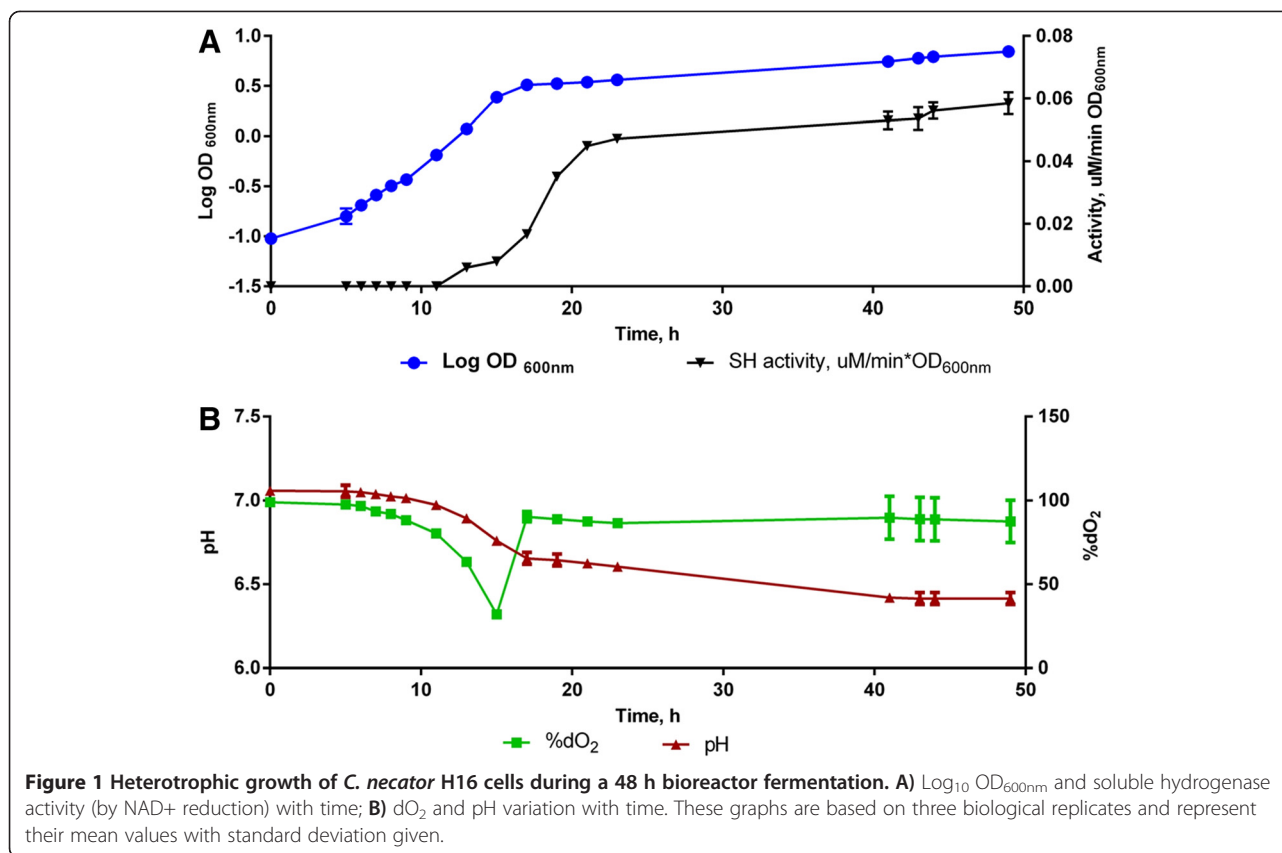 A
Log OD 600nm
1.0
0.5
0.0
-0.5
-1.0
-1.5
0.08
0.06
0.04
0.02
0.00
Activity, uM/min OD600nm
0 10 20 30 40 50
Time, h
Log OD 600nm SH activity, uM/min*OD600nm
B
pH
7.5
7.0
6.5
6.0
150
100
50
0
%dO2
0 10 20 30 40 50
Time, h
%dO2 pH
Figure 1 Heterotrophic growth of C. necator H16 cells during a 48 h bioreactor fermentation. A) Log10 OD600nm and soluble hydrogenase
activity (by NAD+ reduction) with time; B) dO2 and pH variation with time. These graphs are based on three biological replicates and represent
their mean values with standard deviation given.